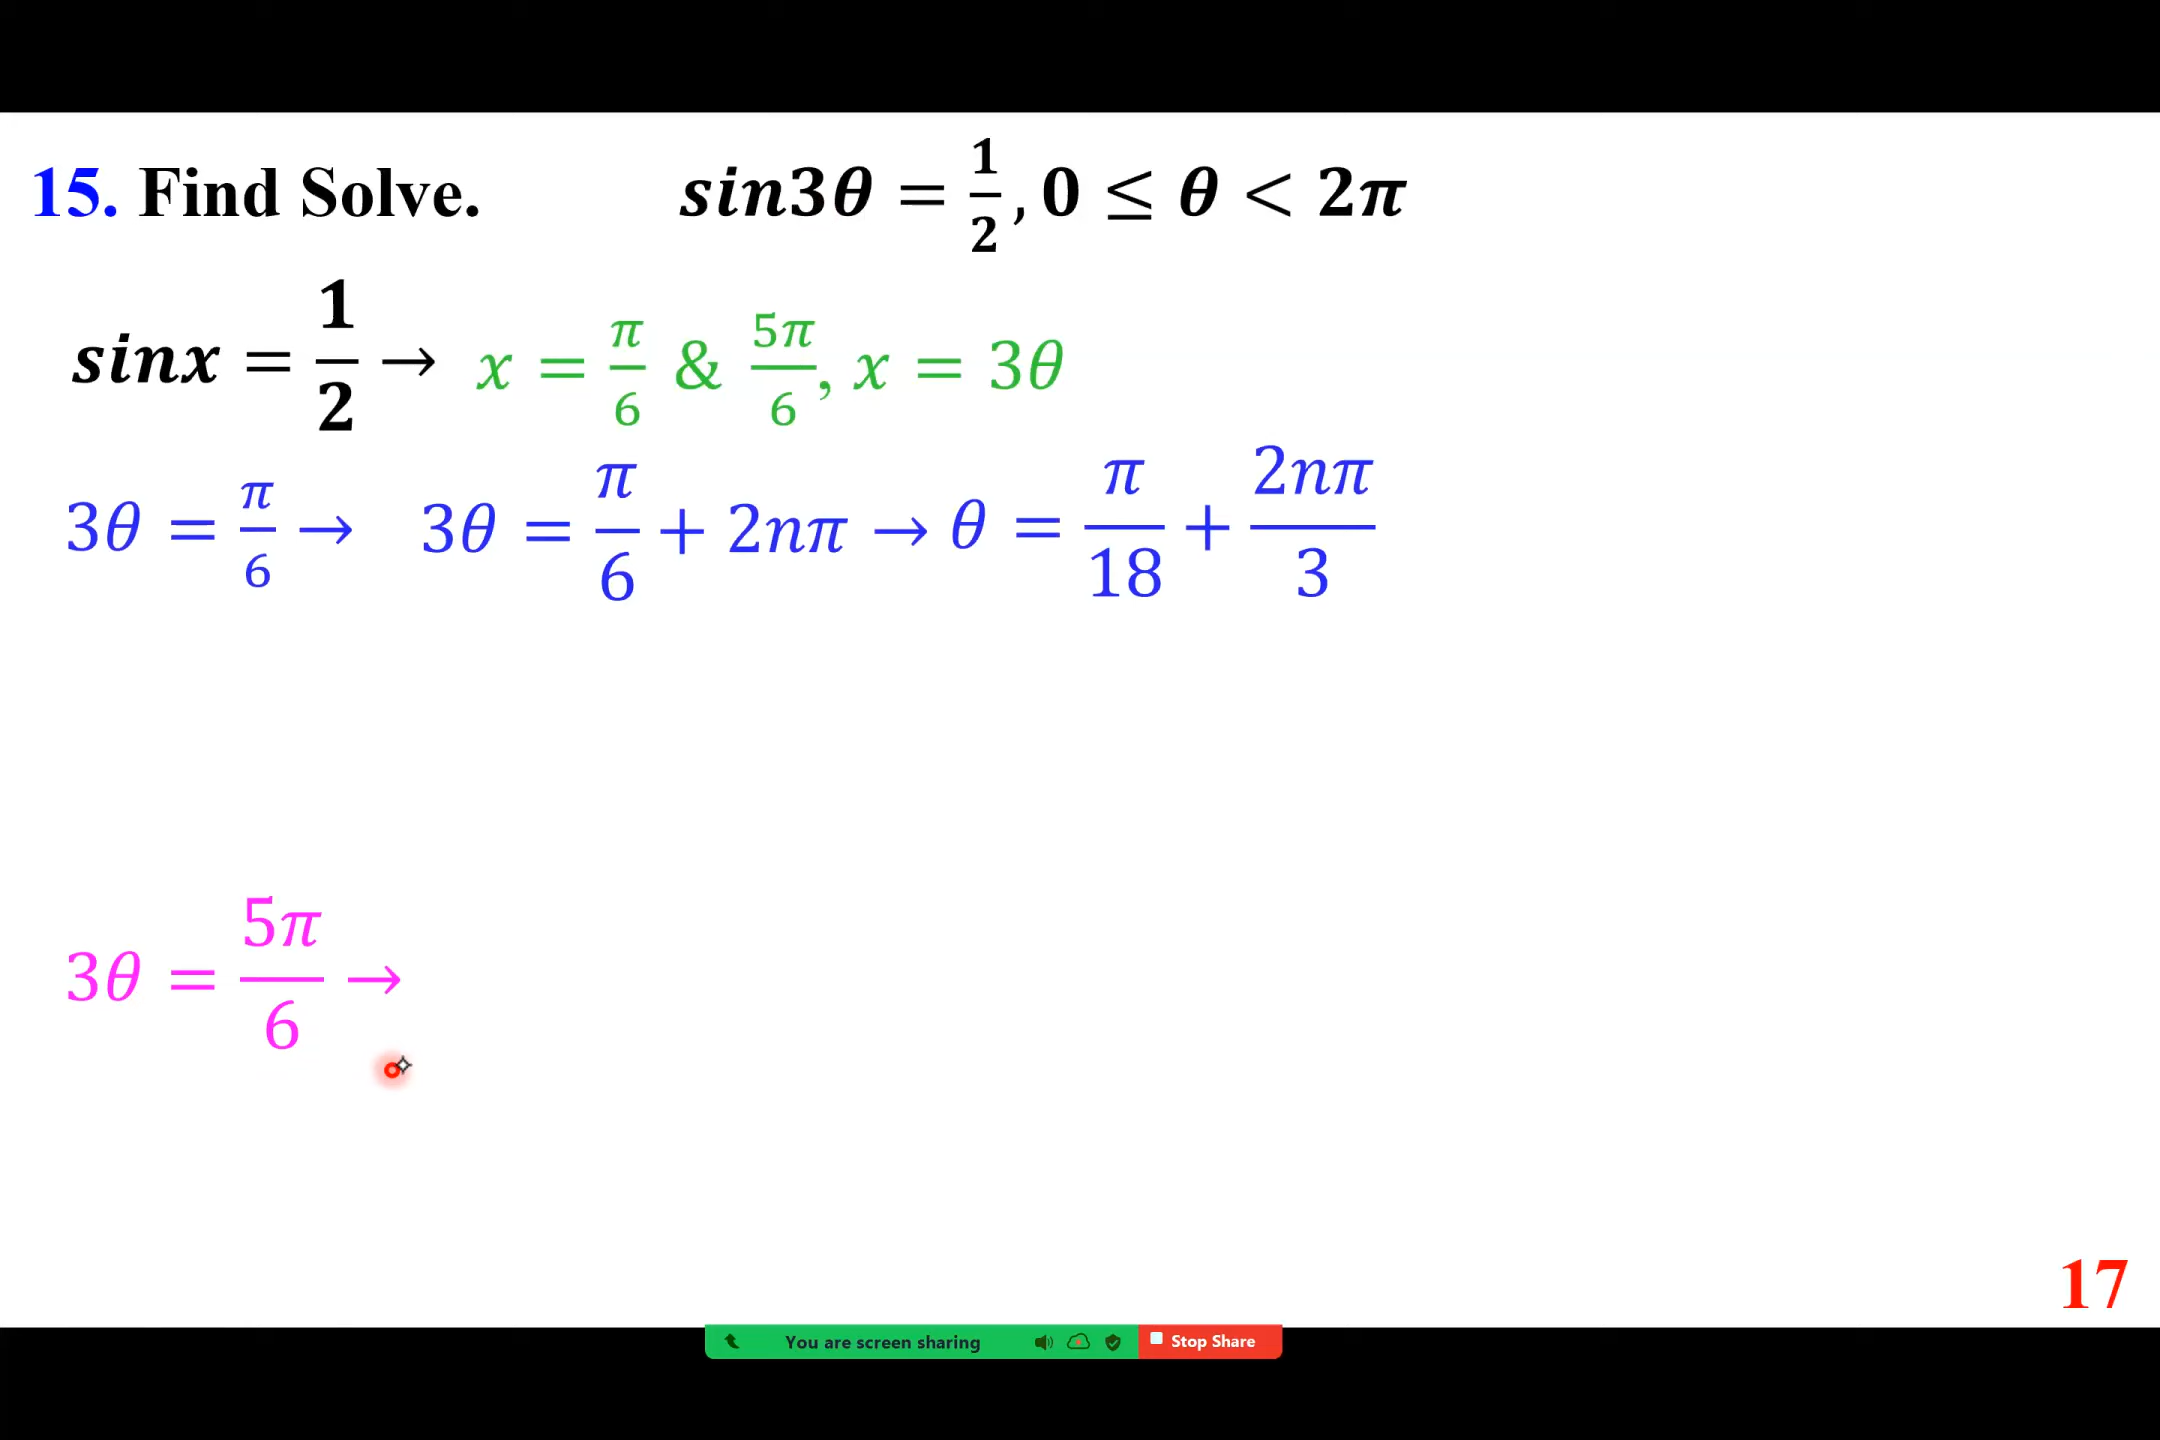 15. Find Solve. sin3θ = 1/2, 0 ≤ θ < 2π
sinx = 1/2 → x = π/6 & 5π/6, x = 3θ
3θ = π/6 → 3θ = π/6 + 2nπ → θ = π/18 + 2nπ/3
3θ = 5π/6 →
17
You are screen sharing Stop Share